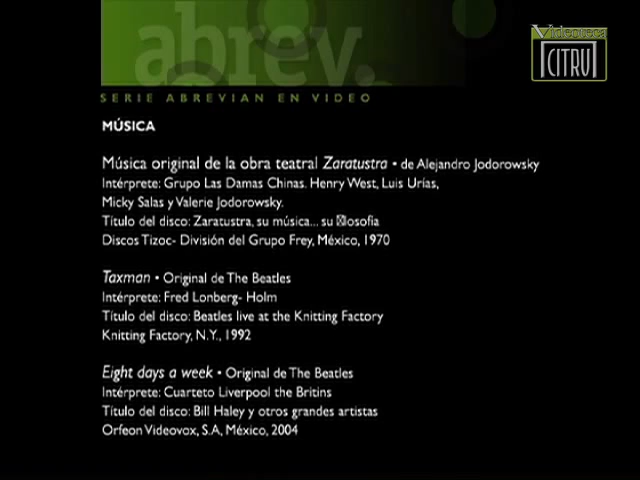 abrev.
Videoteca
CITRU
SERIE ABREVIAN EN VIDEO
MÚSICA
Música original de la obra teatral Zaratustra • de Alejandro Jodorowsky
Intérprete: Grupo Las Damas Chinas. Henry West, Luis Urías,
Micky Salas y Valerie Jodorowsky.
Título del disco: Zaratustra, su música... su losofia
Discos Tizoc- División del Grupo Frey, México, 1970
Taxman • Original de The Beatles
Intérprete: Fred Lonberg- Holm
Título del disco: Beatles live at the Knitting Factory
Knitting Factory, N.Y., 1992
Eight days a week • Original de The Beatles
Intérprete: Cuarteto Liverpool the Britins
Título del disco: Bill Haley y otros grandes artistas
Orfeon Videovox, S.A, México, 2004